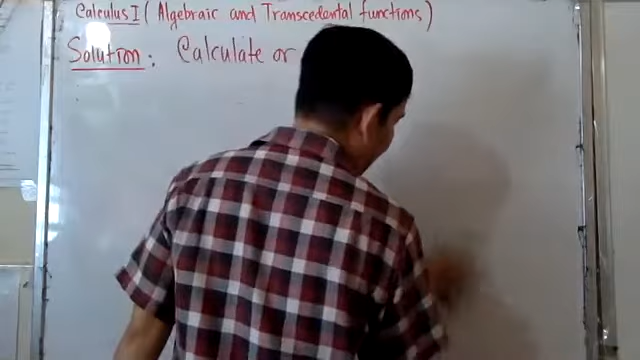 Calculus I ( Algebraic and Transcedental functions)
Solution: Calculate or